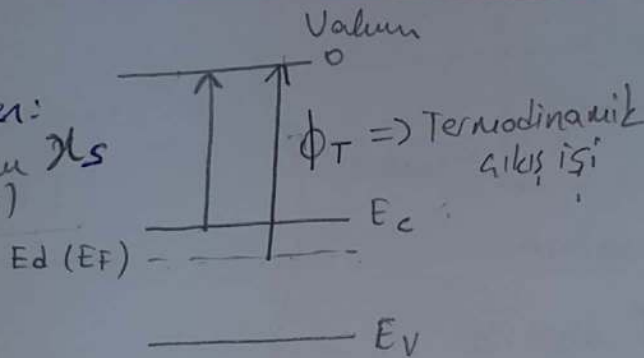 Vakum
0
χs
)
ϕT => Termodinamik
çıkış işi
Ec
Ed (EF)
Ev